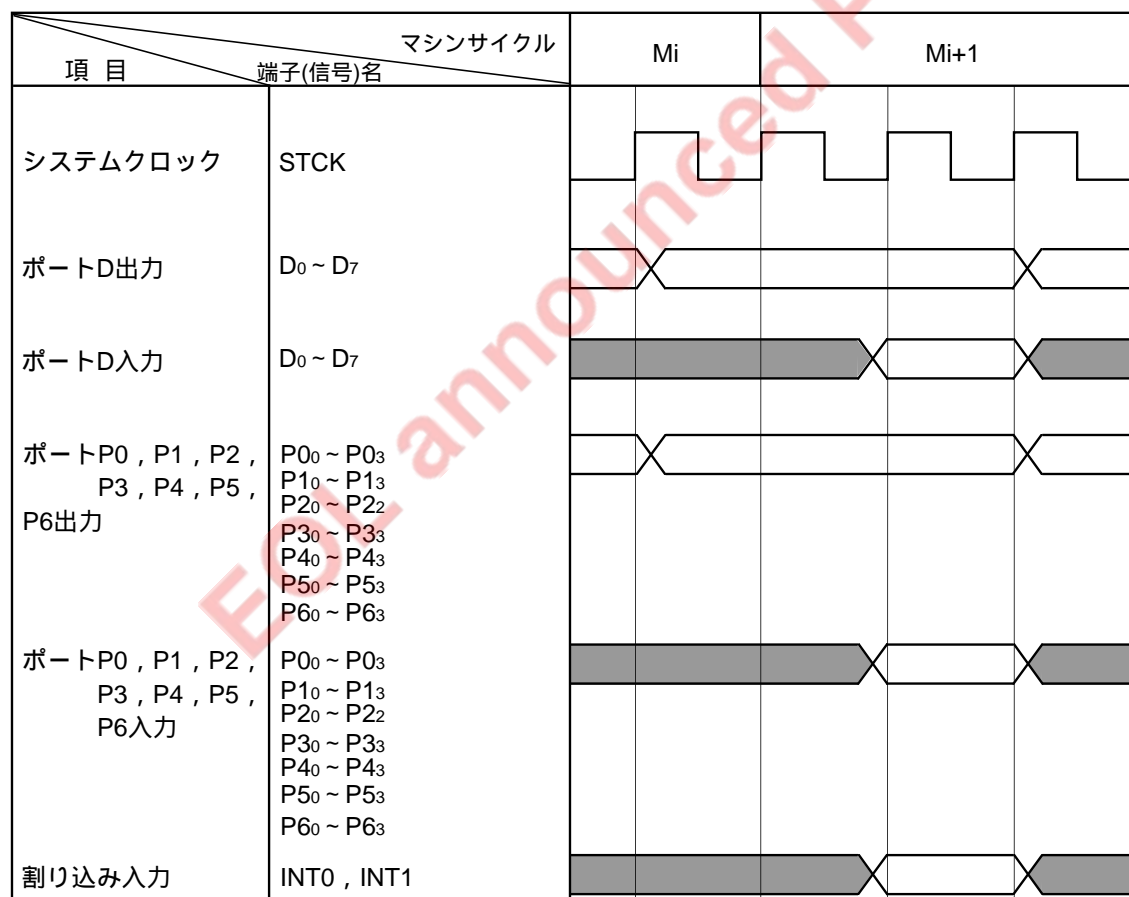 マシンサイクル
項 目
端子(信号)名
Mi
Mi+1
システムクロック
STCK
ポートD出力
D0 ~ D7
ポートD入力
D0 ~ D7
ポートP0 , P1 , P2 ,
P3 , P4 , P5 ,
P6出力
P00 ~ P03
P10 ~ P13
P20 ~ P22
P30 ~ P33
P40 ~ P43
P50 ~ P53
P60 ~ P63
ポートP0 , P1 , P2 ,
P3 , P4 , P5 ,
P6入力
P00 ~ P03
P10 ~ P13
P20 ~ P22
P30 ~ P33
P40 ~ P43
P50 ~ P53
P60 ~ P63
割り込み入力
INT0 , INT1
EOL announced P